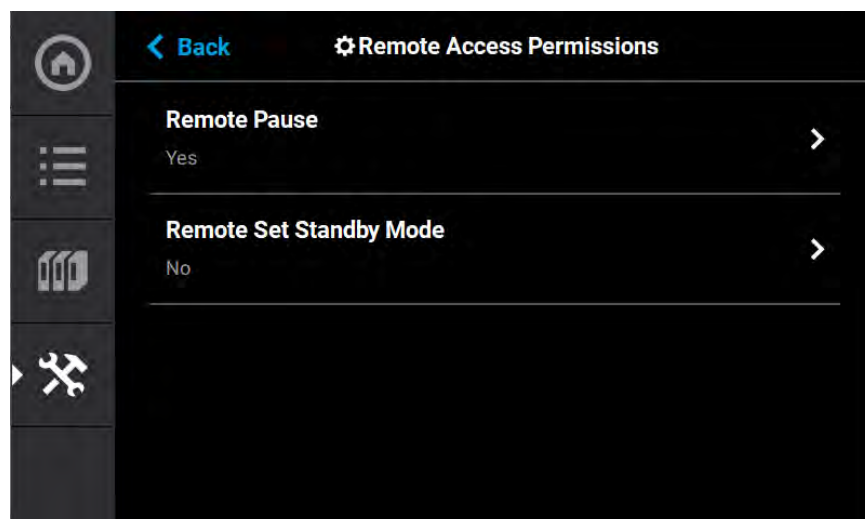 Back
Remote Access Permissions
Remote Pause
Yes
Remote Set Standby Mode
No